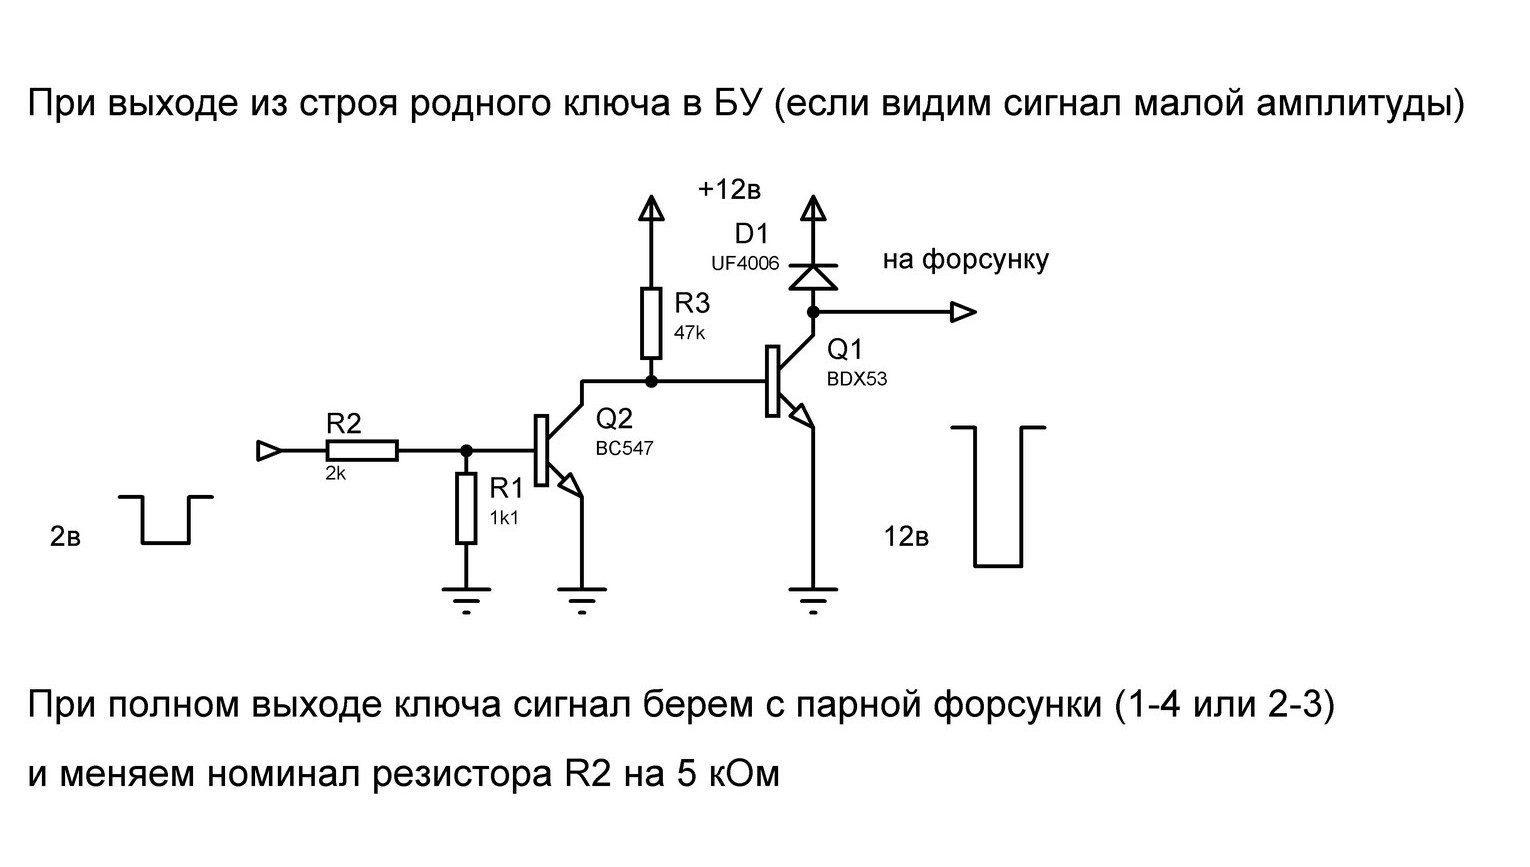 При выходе из строя родного ключа в БУ (если видим сигнал малой амплитуды)
+12в
D1
UF4006
на форсунку
R3
47k
Q1
BDX53
R2
2k
Q2
BC547
R1
1k1
2в
12в
При полном выходе ключа сигнал берем с парной форсунки (1-4 или 2-3)
и меняем номинал резистора R2 на 5 кОм